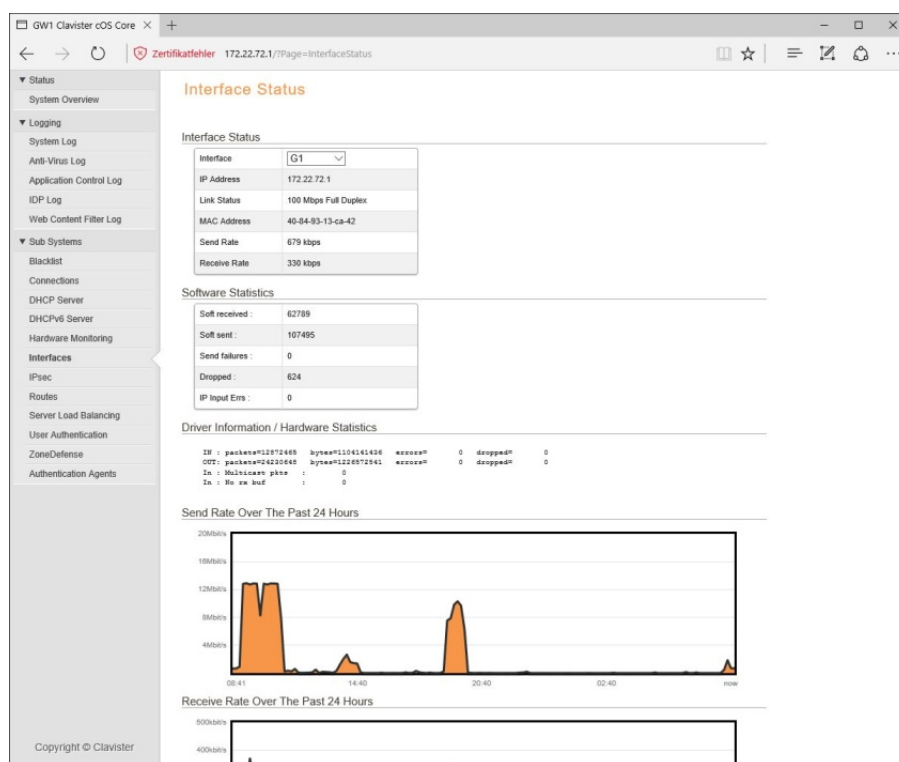 GW1 Clavister cOS Core
Zertifikatfehler 172.22.72.1/?Page=InterfaceStatus
Status
System Overview
Logging
System Log
Anti-Virus Log
Application Control Log
IDP Log
Web Content Filter Log
Sub Systems
Blacklist
Connections
DHCP Server
DHCPv6 Server
Hardware Monitoring
Interfaces
IPsec
Routes
Server Load Balancing
User Authentication
ZoneDefense
Authentication Agents
Copyright © Clavister
Interface Status
Interface Status
Interface G1
IP Address 172.22.72.1
Link Status 100 Mbps Full Duplex
MAC Address 40-84-93-13-ca-42
Send Rate 679 kbps
Receive Rate 330 kbps
Software Statistics
Soft received : 62789
Soft sent : 107495
Send failures : 0
Dropped : 624
IP Input Errs : 0
Driver Information / Hardware Statistics
IN : packets=12872465 bytes=1104141436 errors= 0 dropped= 0
OUT: packets=24230648 bytes=1226572541 errors= 0 dropped= 0
In : Multicast pkts : 0
In : No rx buf : 0
Send Rate Over The Past 24 Hours
20Mbit/s
16Mbit/s
12Mbit/s
8Mbit/s
4Mbit/s
08:41 14:40 20:40 02:40 now
Receive Rate Over The Past 24 Hours
500kbit/s
400kbit/s